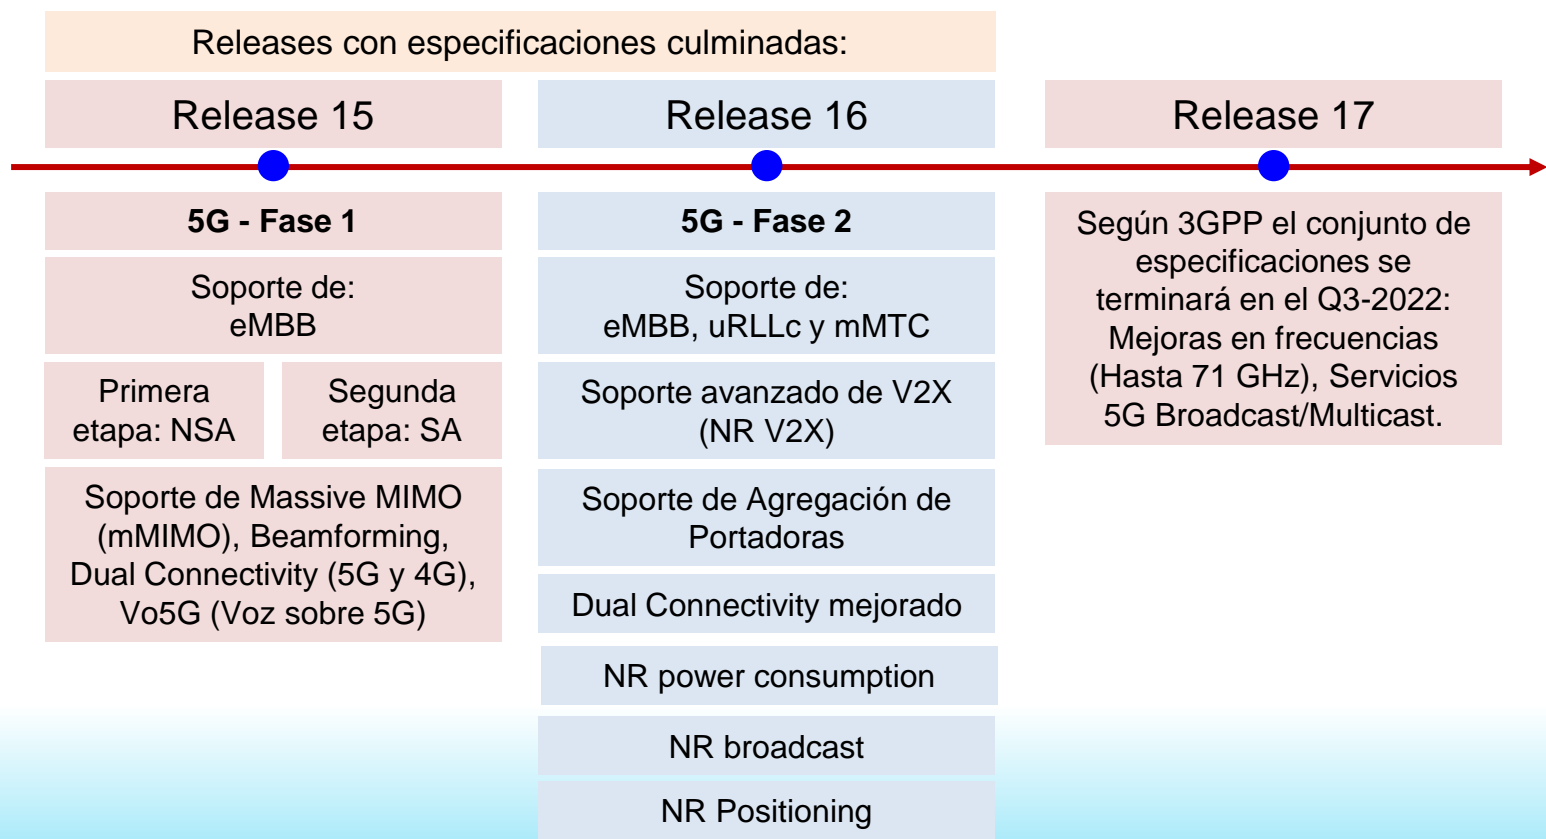 Releases con especificaciones culminadas:
Release 15
Release 16
Release 17
5G - Fase 1
Soporte de:
eMBB
Primera
etapa: NSA
Segunda
etapa: SA
Soporte de Massive MIMO
(mMIMO), Beamforming,
Dual Connectivity (5G y 4G),
Vo5G (Voz sobre 5G)
5G - Fase 2
Soporte de:
eMBB, uRLLc y mMTC
Soporte avanzado de V2X
(NR V2X)
Soporte de Agregación de
Portadoras
Dual Connectivity mejorado
NR power consumption
NR broadcast
NR Positioning
Según 3GPP el conjunto de
especificaciones se
terminará en el Q3-2022:
Mejoras en frecuencias
(Hasta 71 GHz), Servicios
5G Broadcast/Multicast.